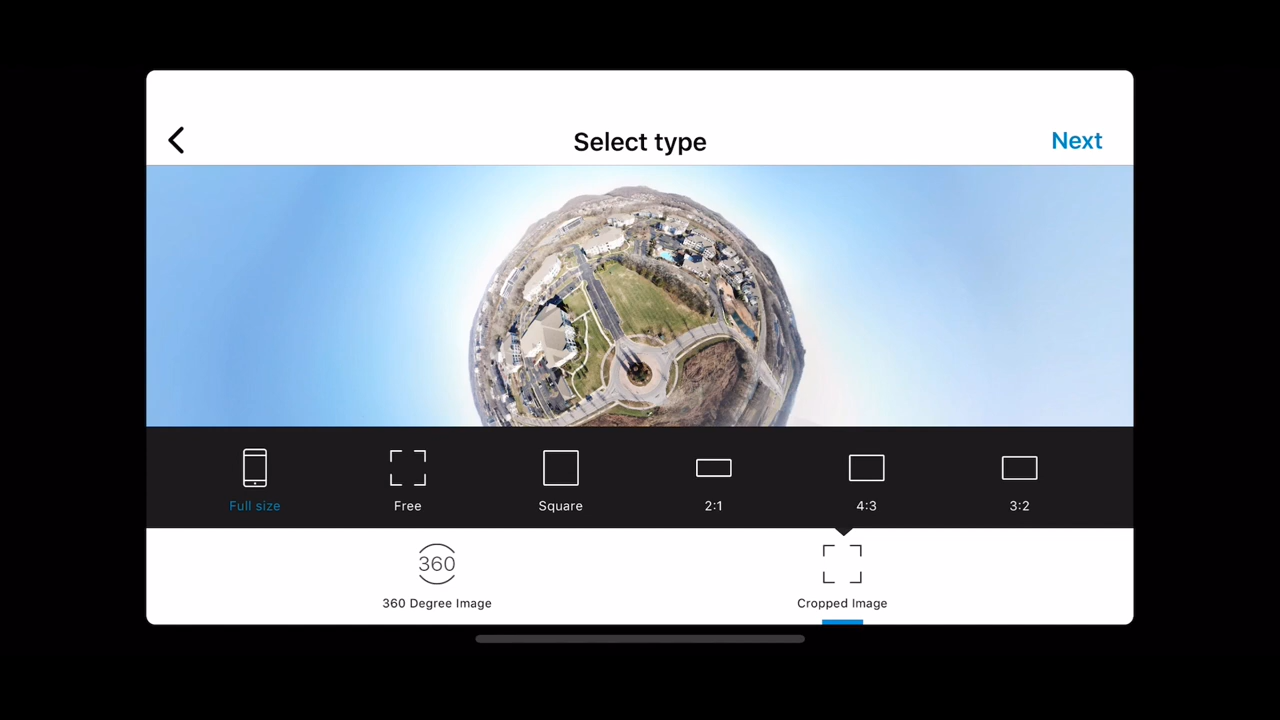 Select type
Next
Full size
Free
Square
2:1
4:3
3:2
360
360 Degree Image
Cropped Image